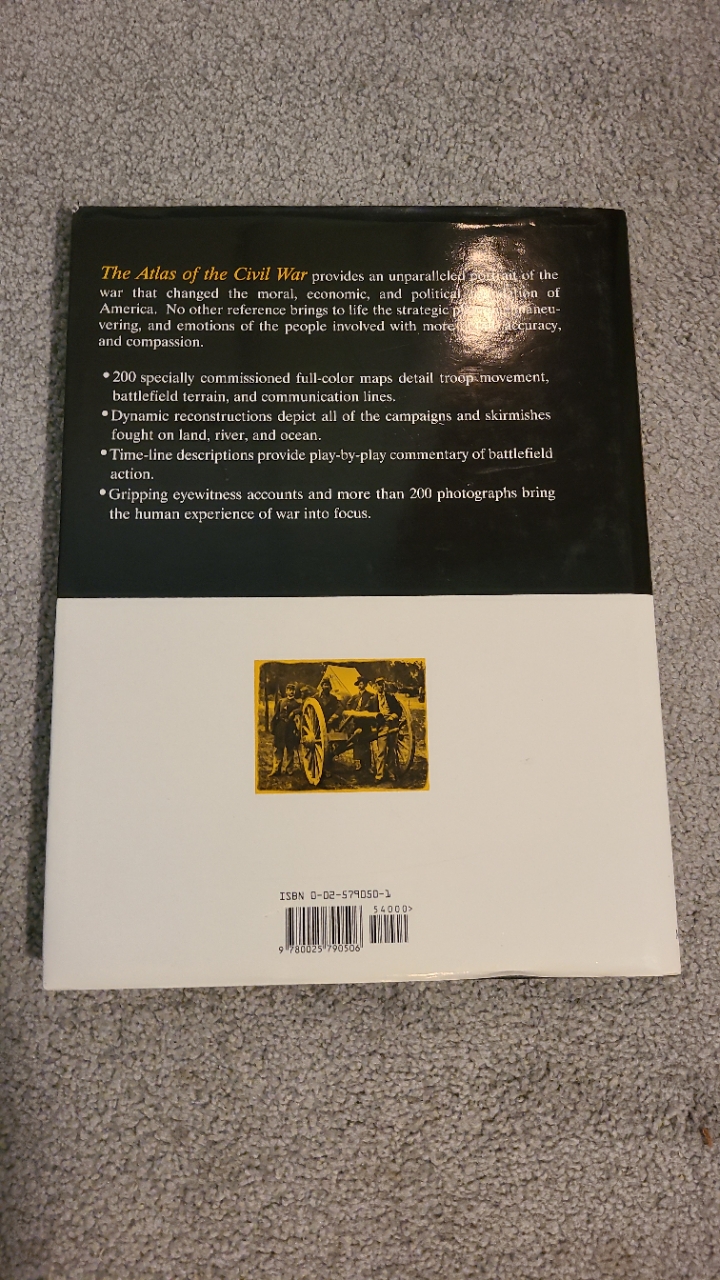 The Atlas of the Civil War provides an unparalleled portrait of the
war that changed the moral, economic, and political of
America. No other reference brings to life the strategic maneu-
vering, and emotions of the people involved with more accuracy,
and compassion.
•200 specially commissioned full-color maps detail troop movement,
battlefield terrain, and communication lines.
•Dynamic reconstructions depict all of the campaigns and skirmishes
fought on land, river, and ocean.
•Time-line descriptions provide play-by-play commentary of battlefield
action.
•Gripping eyewitness accounts and more than 200 photographs bring
the human experience of war into focus.
ISBN 0-02-579050-1
54000>
9 780025 790506